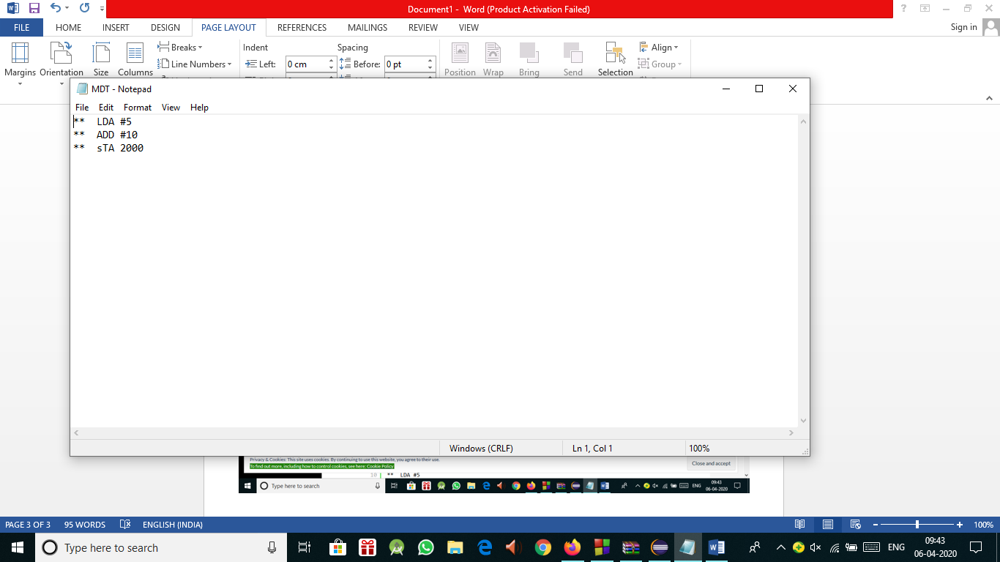 Document1 - Word (Product Activation Failed)
FILE HOME INSERT DESIGN PAGE LAYOUT REFERENCES MAILINGS REVIEW VIEW Sign in
Margins Orientation Size Columns Breaks Line Numbers
Indent Spacing
Left: 0 cm Before: 0 pt
Position Wrap Bring Send Selection Align Group
MDT - Notepad
File Edit Format View Help
** LDA #5
** ADD #10
** sTA 2000
Windows (CRLF) Ln 1, Col 1 100%
Privacy & Cookies: This site uses cookies. By continuing to use this website, you agree to their use.
To find out more, including how to control cookies, see here: Cookie Policy
Close and accept
10 ** LDA #5
Type here to search ENG 09:43
06-04-2020
PAGE 3 OF 3 95 WORDS ENGLISH (INDIA) 100%
Type here to search ENG 09:43
06-04-2020